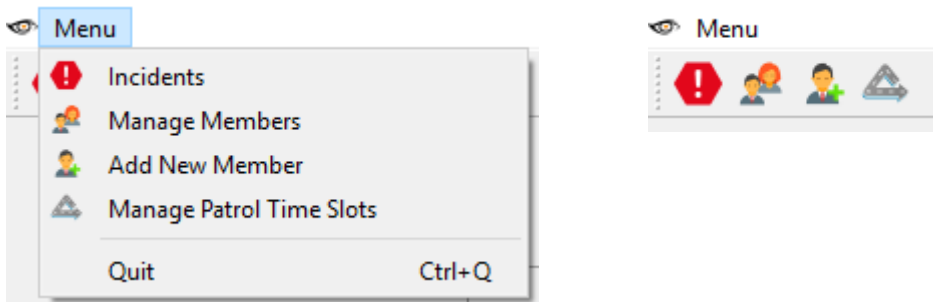 Menu
Incidents
Manage Members
Add New Member
Manage Patrol Time Slots
Quit Ctrl+Q
Menu